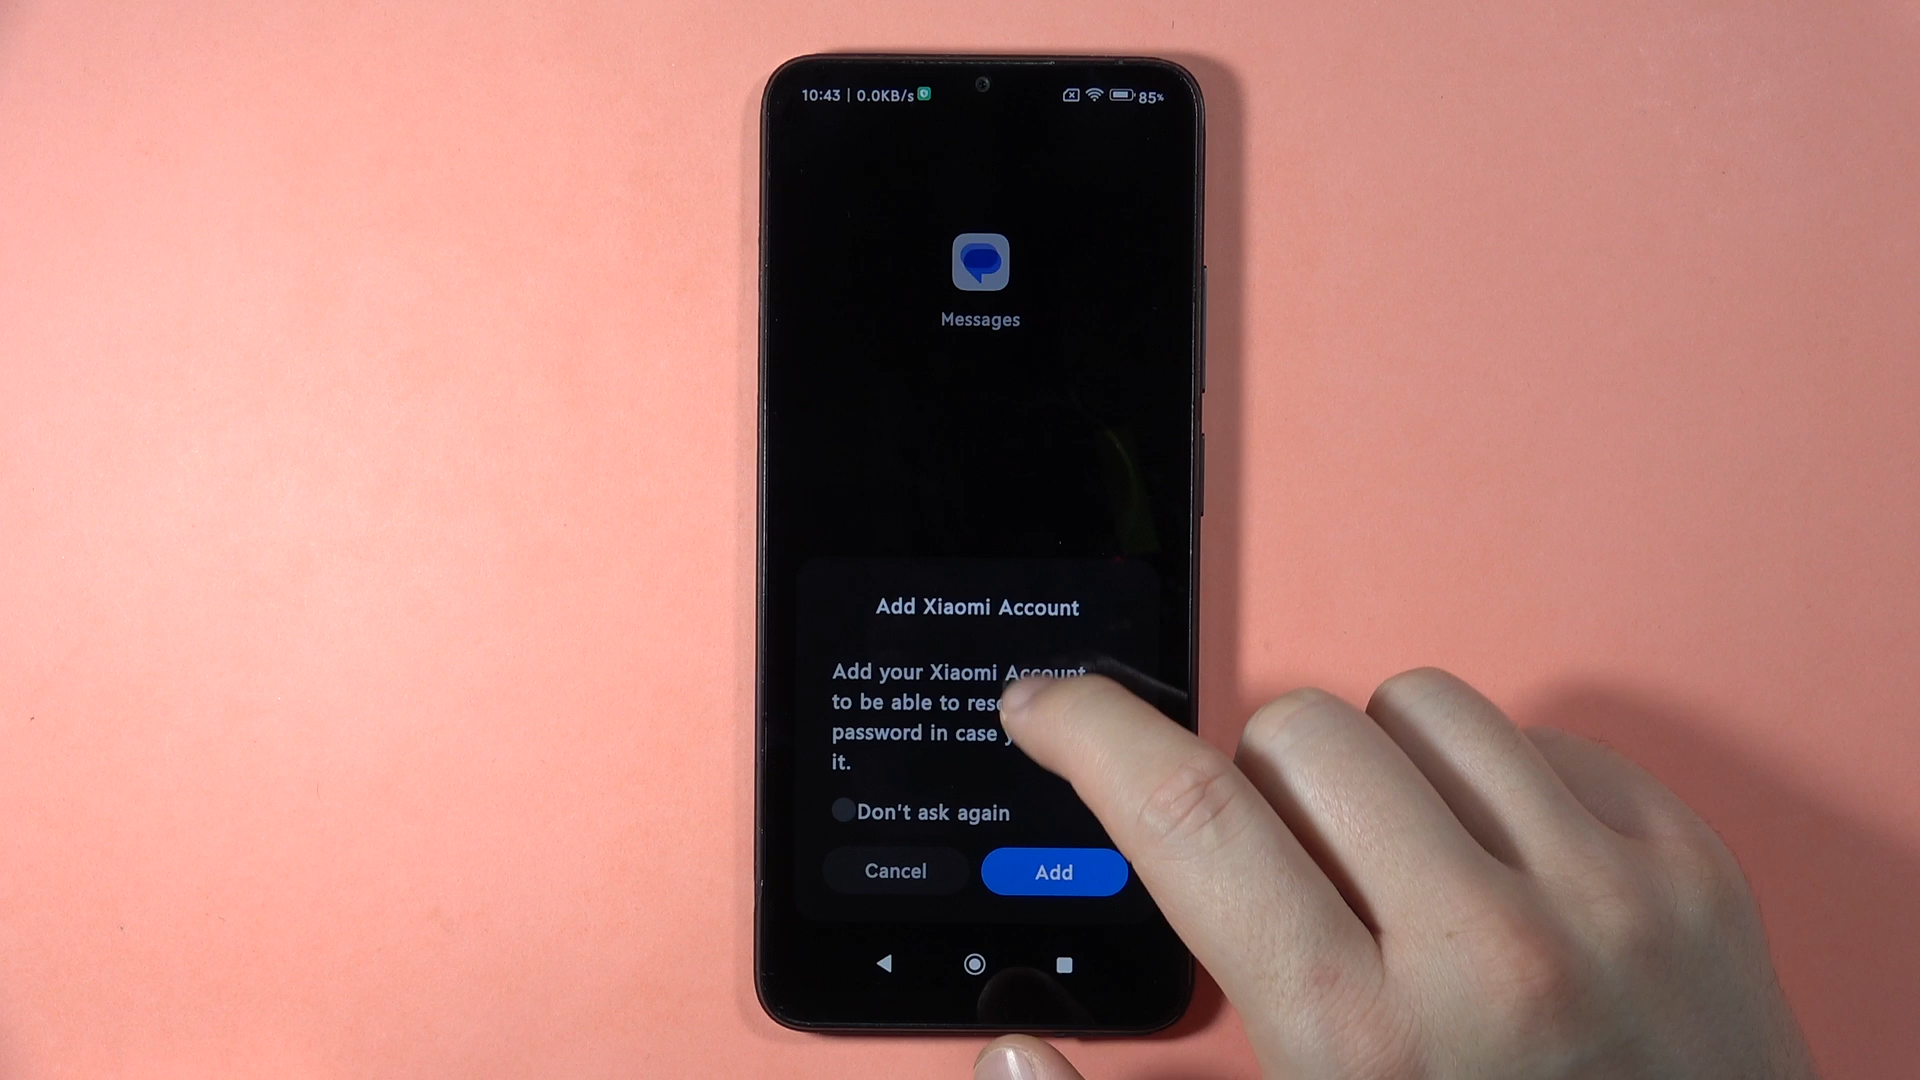 10:43 | 0.0KB/s
85%
Messages
Add Xiaomi Account
Add your Xiaomi Account
to be able to
password in case
it.
Don't ask again
Cancel
Add